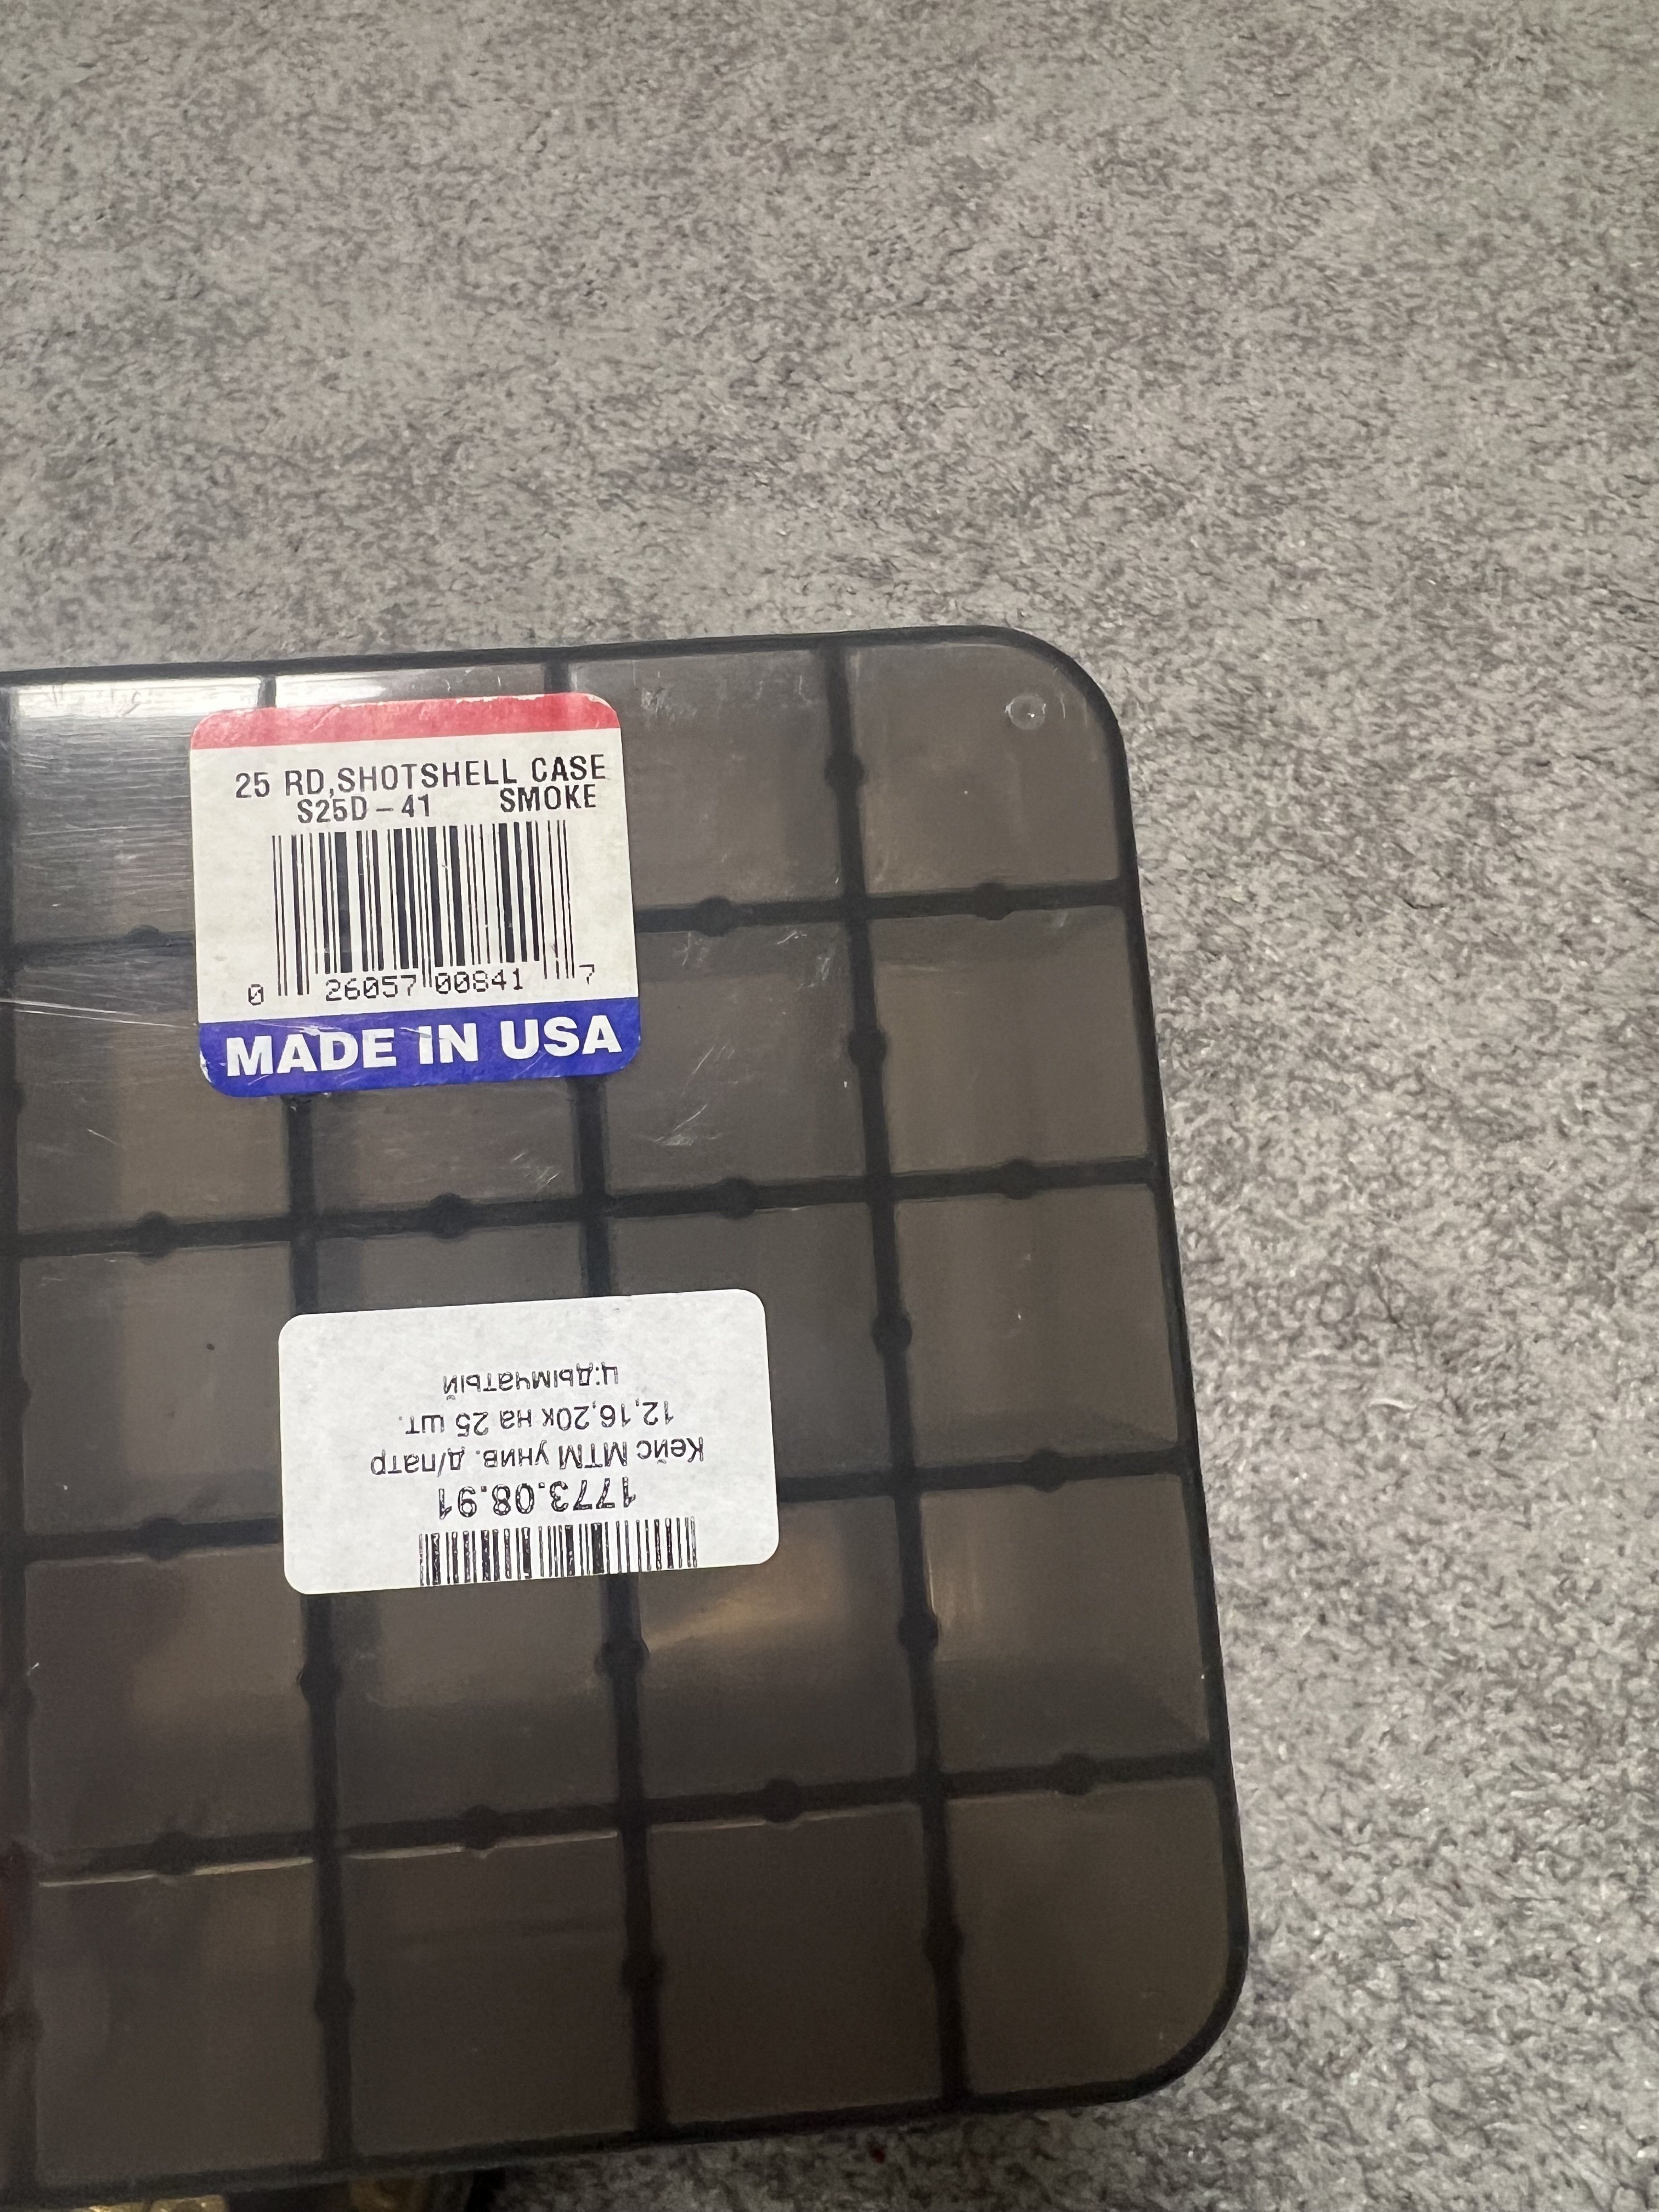 25 RD,SHOTSHELL CASE
S25D-41 SMOKE
0 26057 00841 7
MADE IN USA
1773.08.91
Кейс МТМ унив. д/патр
12,16,20к на 25 шт.
ц:дымчатый